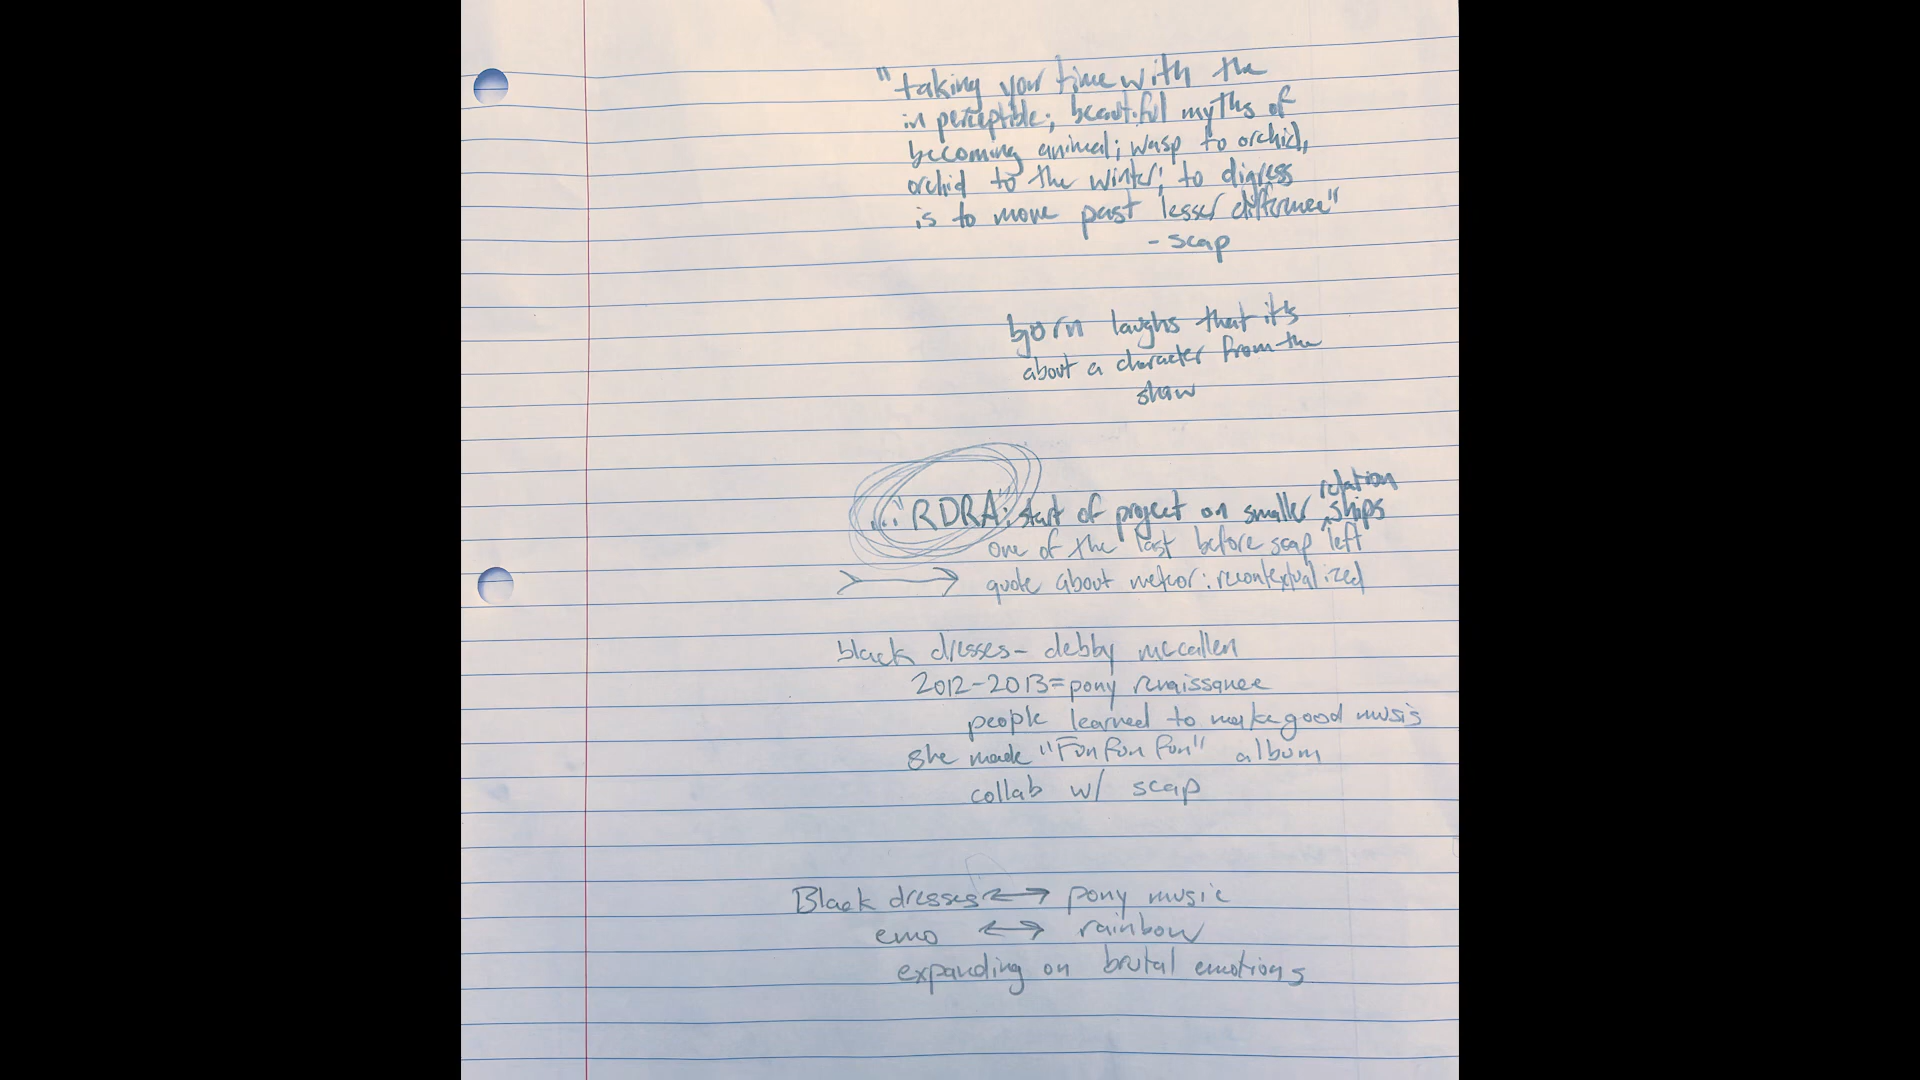 "taking your time with the
in perceptible; beautiful myths of
becoming animal; wasp to orchid,
orchid to the winter; to digress
is to move past lesser difference"
- scap
bjorn laughs that it's
about a character from the
show
..."RDRA": start of project on smaller relation ships
one of the last before scap left
quote about meteor: recontextualized
black dresses - debby mccallen
2012-2013 = pony renaissance
people learned to make good music
she made "Fun fun fun" album
collab w/ scap
Black dresses ↔ pony music
emo ↔ rainbow
expanding on brutal emotions